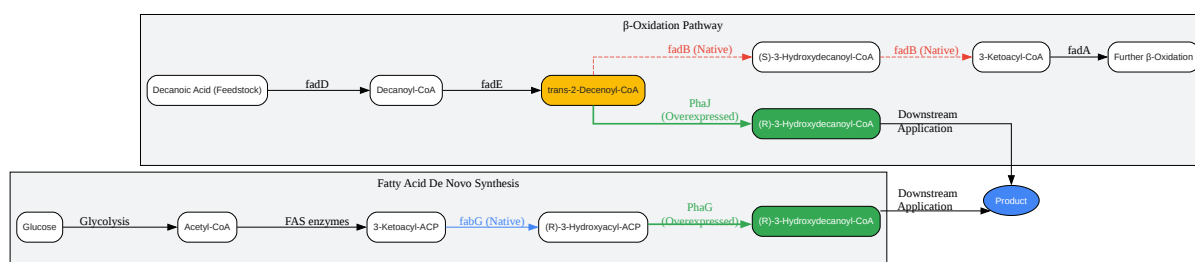 β-Oxidation Pathway
fadB (Native)
(S)-3-Hydroxydecanoyl-CoA
fadB (Native)
3-Ketoacyl-CoA
fadA
Further β-Oxidation
Decanoic Acid (Feedstock)
fadD
Decanoyl-CoA
fadE
trans-2-Decenoyl-CoA
PhaJ
(Overexpressed)
(R)-3-Hydroxydecanoyl-CoA
Downstream
Application
Fatty Acid De Novo Synthesis
Glucose
Glycolysis
Acetyl-CoA
FAS enzymes
3-Ketoacyl-ACP
fabG (Native)
(R)-3-Hydroxyacyl-ACP
PhaG
(Overexpressed)
(R)-3-Hydroxydecanoyl-CoA
Downstream
Application
Product